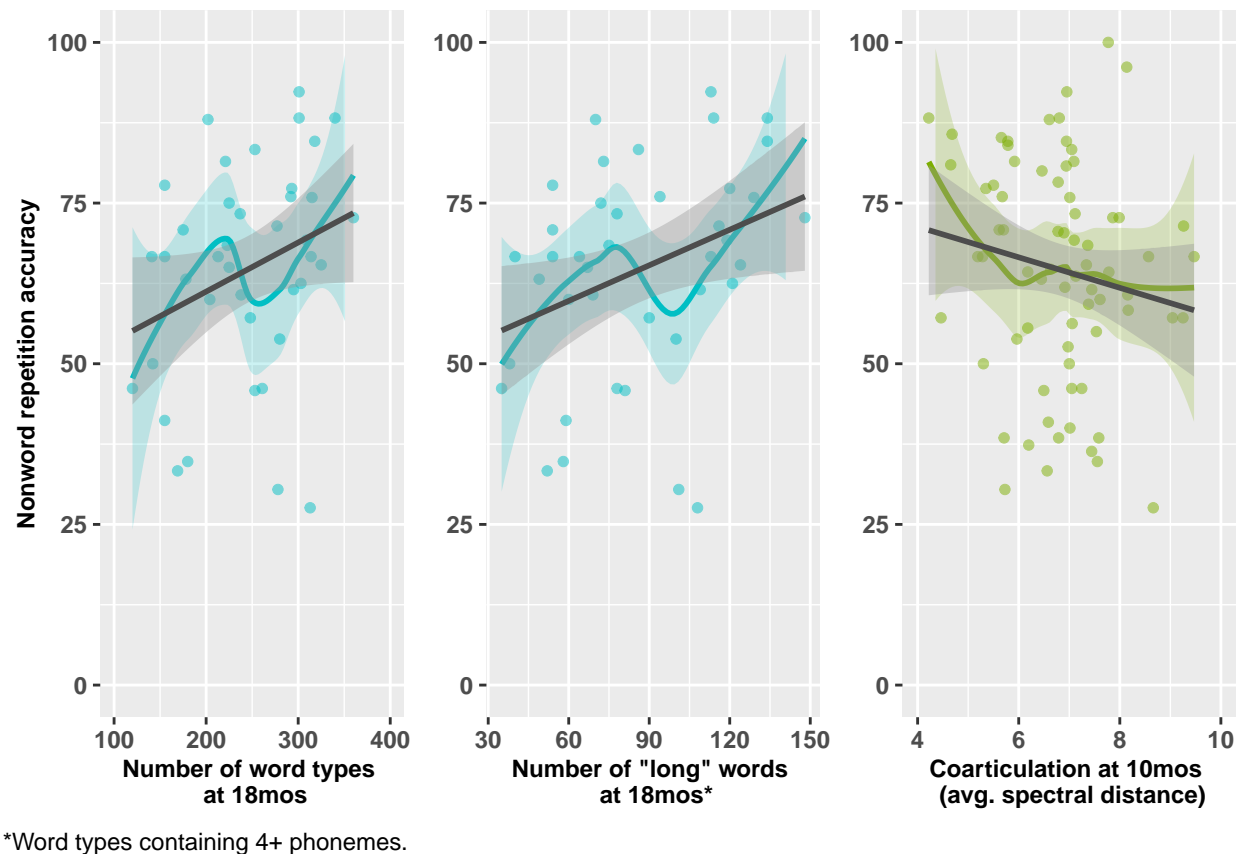 Nonword repetition accuracy
100
75
50
25
0
100 200 300 400
Number of word types
at 18mos
100
75
50
25
0
30 60 90 120 150
Number of "long" words
at 18mos*
100
75
50
25
0
4 6 8 10
Coarticulation at 10mos
(avg. spectral distance)
*Word types containing 4+ phonemes.